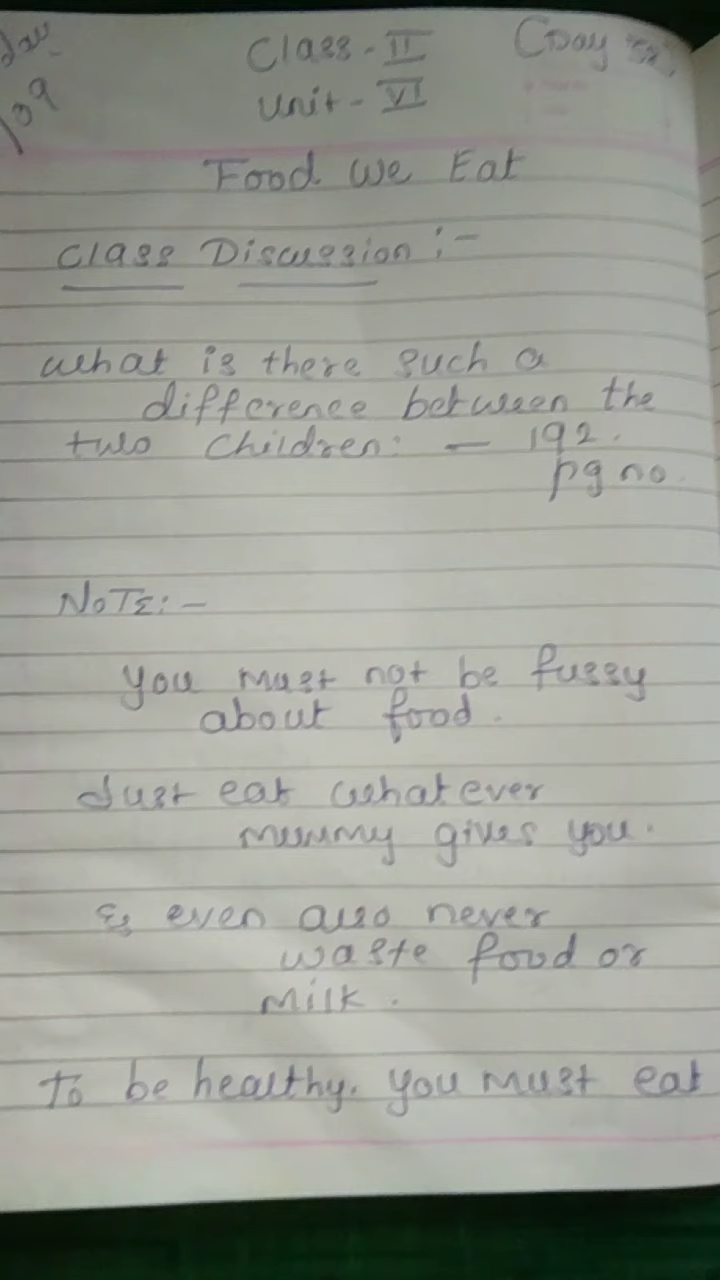 Class - II
Unit - VI
109
Food We Eat
Class Discussion :-
what is there such a
difference between the
two children: - 192.
pg no.
NOTE: -
you must not be fussy
about food.
Just eat whatever
mummy gives you.
& even also never
waste food or
milk.
To be healthy. you must eat